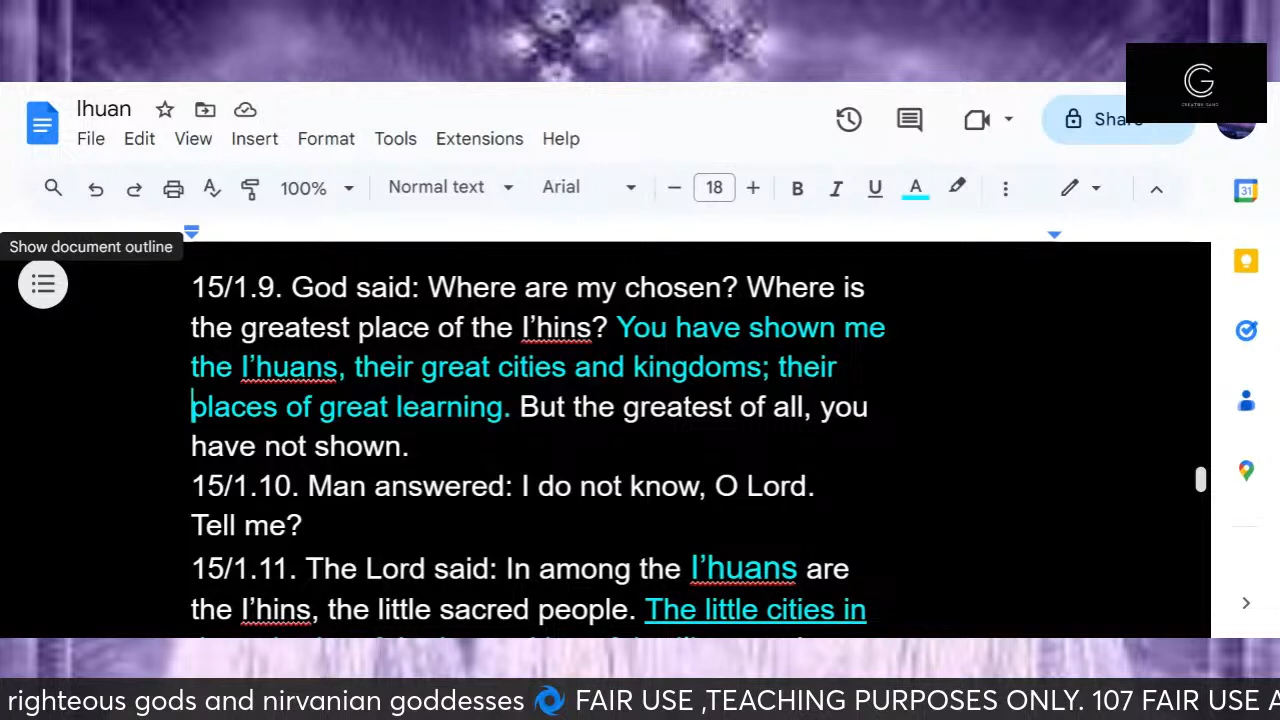 Ihuan
File Edit View Insert Format Tools Extensions Help
100% Normal text Arial 18 B I U A
31
Show document outline
15/1.9. God said: Where are my chosen? Where is
the greatest place of the I’hins? You have shown me
the I’huans, their great cities and kingdoms; their
places of great learning. But the greatest of all, you
have not shown.
15/1.10. Man answered: I do not know, O Lord.
Tell me?
15/1.11. The Lord said: In among the I’huans are
the I’hins, the little sacred people. The little cities in
righteous gods and nirvanian goddesses FAIR USE ,TEACHING PURPOSES ONLY. 107 FAIR USE